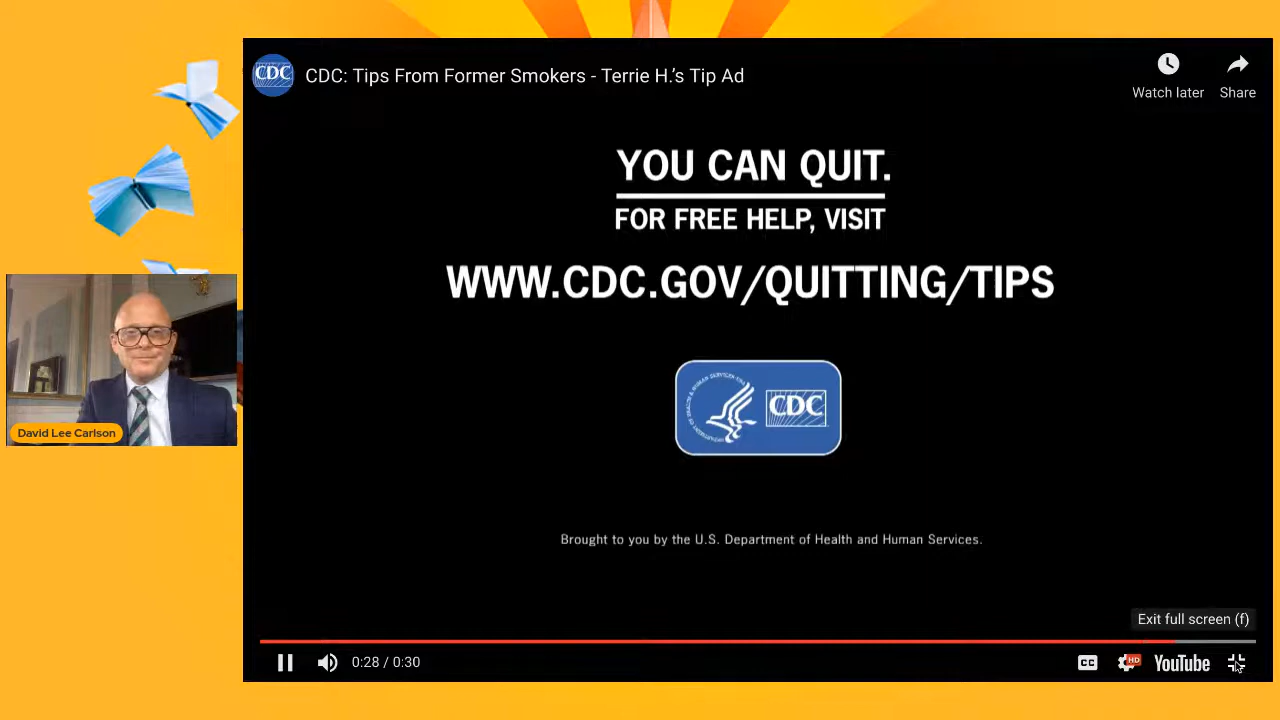 CDC
CDC: Tips From Former Smokers - Terrie H.'s Tip Ad
Watch later
Share
YOU CAN QUIT.
FOR FREE HELP, VISIT
WWW.CDC.GOV/QUITTING/TIPS
CDC
David Lee Carlson
Brought to you by the U.S. Department of Health and Human Services.
Exit full screen (f)
0:28 / 0:30
CC
HD
YouTube